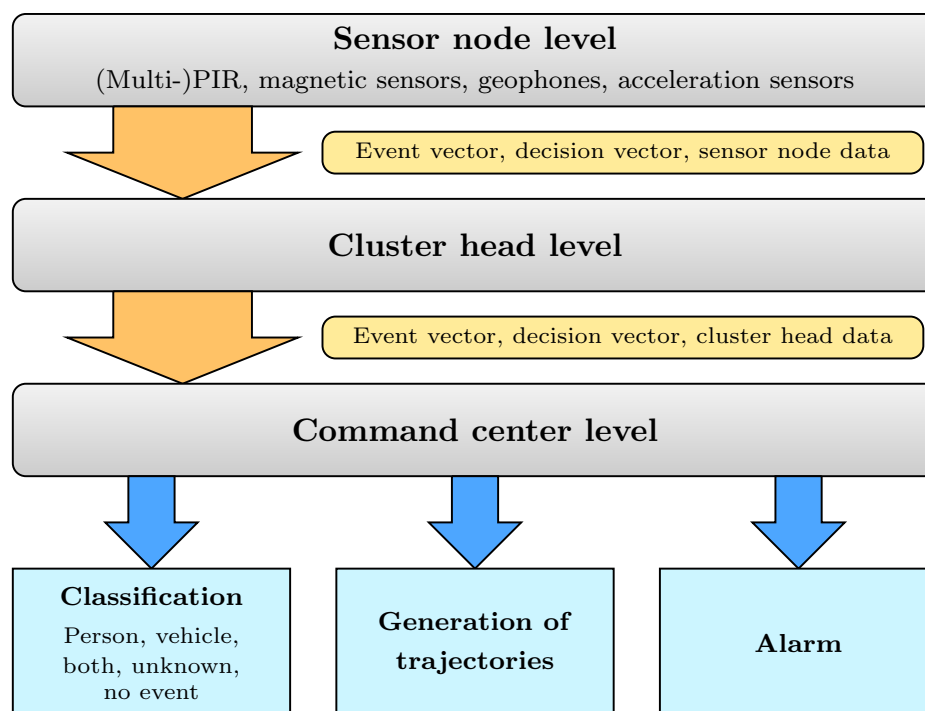 Sensor node level
(Multi-)PIR, magnetic sensors, geophones, acceleration sensors
Event vector, decision vector, sensor node data
Cluster head level
Event vector, decision vector, cluster head data
Command center level
Classification
Person, vehicle,
both, unknown,
no event
Generation of
trajectories
Alarm